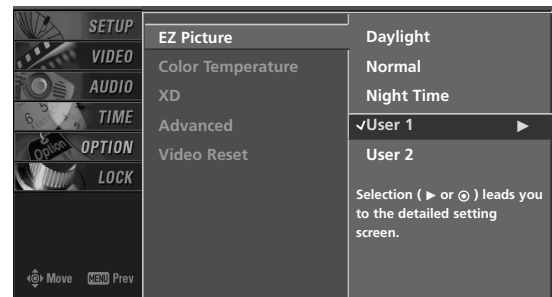 SETUP
VIDEO
AUDIO
TIME
OPTION
LOCK
Move MENU Prev
EZ Picture
Color Temperature
XD
Advanced
Video Reset
Daylight
Normal
Night Time
✓User 1 ▶
User 2
Selection ( ▶ or ◉ ) leads you
to the detailed setting
screen.